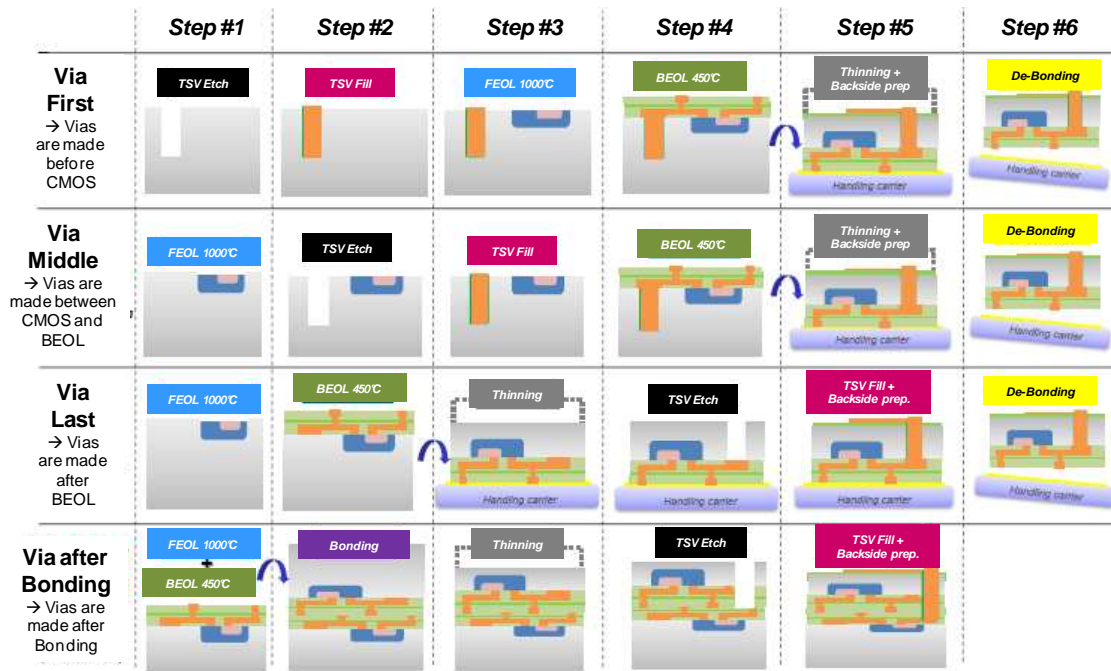 Step #1
Step #2
Step #3
Step #4
Step #5
Step #6
Via
First
→ Vias
are made
before
CMOS
TSV Etch
TSV Fill
FEOL 1000°C
BEOL 450°C
Thinning +
Backside prep
Handling carrier
De-Bonding
Handling carrier
Via
Middle
→ Vias are
made between
CMOS and
BEOL
FEOL 1000°C
TSV Etch
TSV Fill
BEOL 450°C
Thinning +
Backside prep
Handling carrier
De-Bonding
Handling carrier
Via
Last
→ Vias
are made
after
BEOL
FEOL 1000°C
BEOL 450°C
Thinning
Handling carrier
TSV Etch
Handling carrier
TSV Fill +
Backside prep.
Handling carrier
De-Bonding
Handling carrier
Via after
Bonding
→ Vias are
made after
Bonding
FEOL 1000°C
+
BEOL 450°C
Bonding
Thinning
TSV Etch
TSV Fill +
Backside prep.